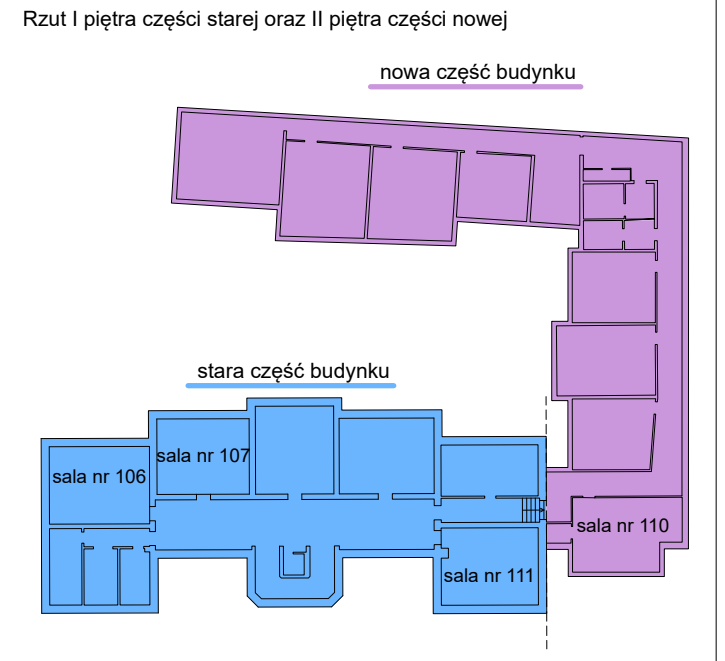 Rzut I piętra części starej oraz II piętra części nowej
nowa część budynku
stara część budynku
sala nr 107
sala nr 106
sala nr 110
sala nr 111